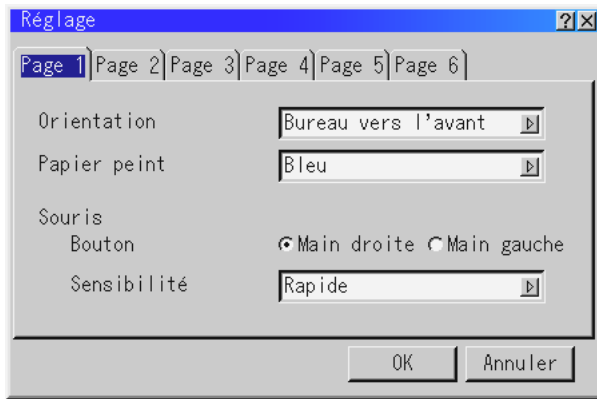 Réglage
Page 1 Page 2 Page 3 Page 4 Page 5 Page 6
Orientation Bureau vers l'avant
Papier peint Bleu
Souris
Bouton Main droite Main gauche
Sensibilité Rapide
OK Annuler